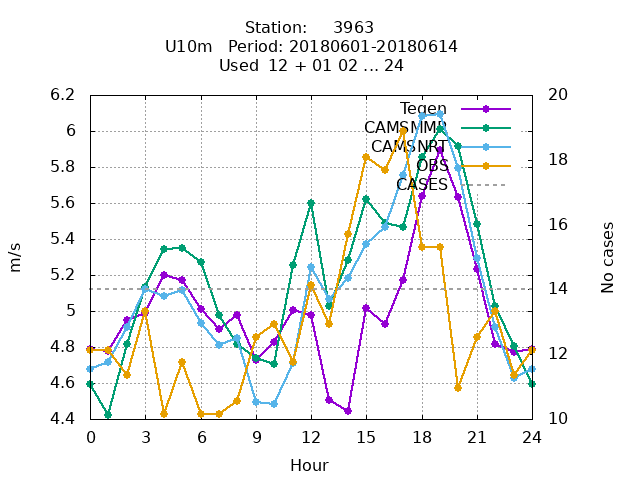 Station:     3963
U10m   Period: 20180601-20180614
Used  12 + 01 02 ... 24
6.2
6
5.8
5.6
5.4
5.2
5
4.8
4.6
4.4
m/s
Tegen
CAMSMMR
CAMSNRT
OBS
CASES
20
18
16
14
12
10
No cases
0 3 6 9 12 15 18 21 24
Hour